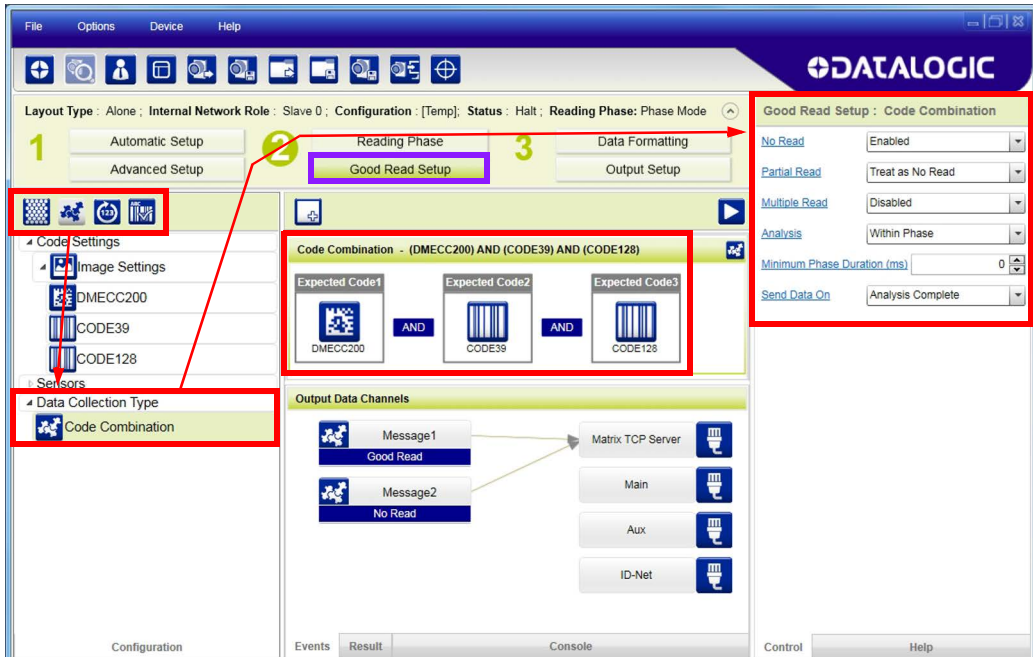 File Options Device Help
DATALOGIC
Layout Type : Alone ; Internal Network Role : Slave 0 ; Configuration : [Temp]; Status : Halt ; Reading Phase: Phase Mode
1
Automatic Setup
Advanced Setup
2
Reading Phase
Good Read Setup
3
Data Formatting
Output Setup
123
Code Settings
Image Settings
DMECC200
CODE39
CODE128
Sensors
Data Collection Type
Code Combination
Configuration
Code Combination - (DMECC200) AND (CODE39) AND (CODE128)
Expected Code1
DMECC200
AND
Expected Code2
CODE39
AND
Expected Code3
CODE128
Output Data Channels
Message1
Good Read
Message2
No Read
Matrix TCP Server
Main
Aux
ID-Net
Events Result Console
Good Read Setup : Code Combination
No Read Enabled
Partial Read Treat as No Read
Multiple Read Disabled
Analysis Within Phase
Minimum Phase Duration (ms) 0
Send Data On Analysis Complete
Control Help